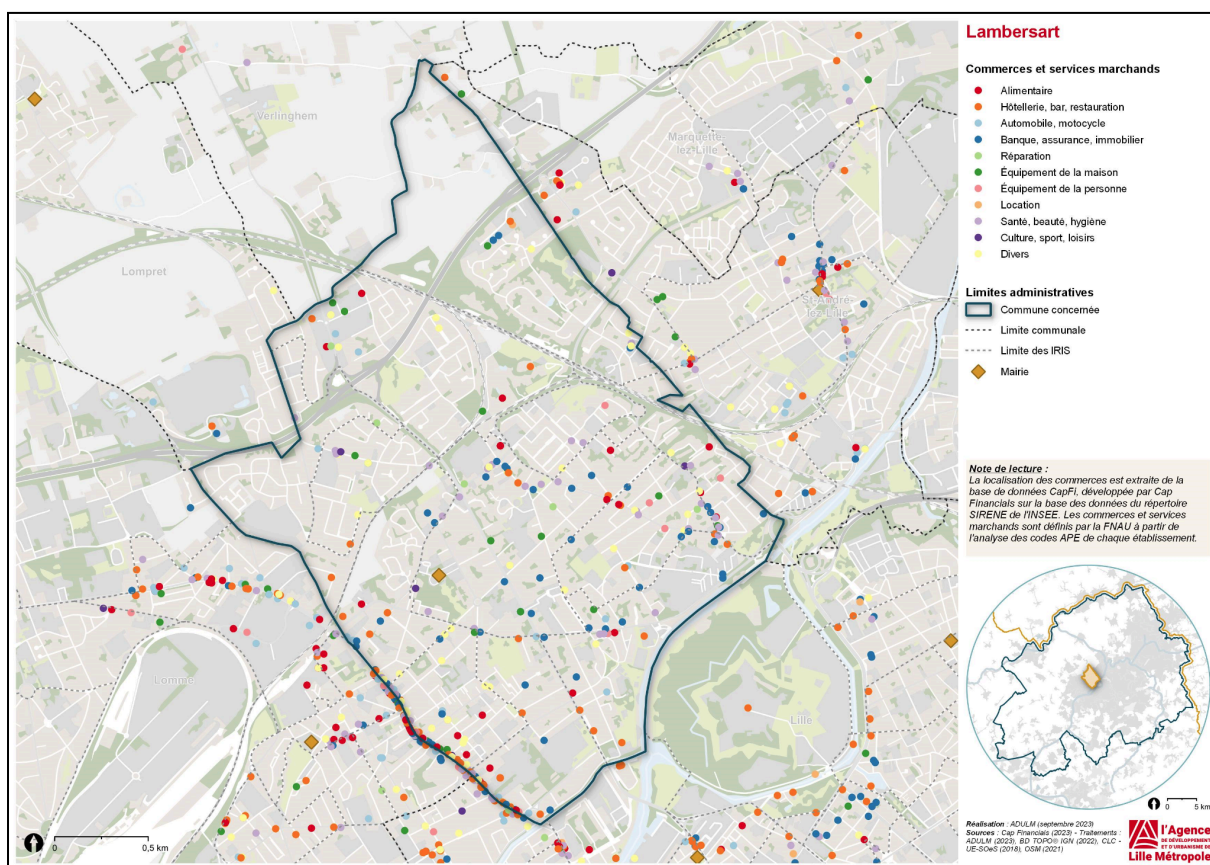 Lambersart
Commerces et services marchands
Alimentaire
Hôtellerie, bar, restauration
Automobile, motocycle
Banque, assurance, immobilier
Réparation
Équipement de la maison
Équipement de la personne
Location
Santé, beauté, hygiène
Culture, sport, loisirs
Divers
Limites administratives
Commune concernée
Limite communale
Limite des IRIS
Mairie
Note de lecture :
La localisation des commerces est extraite de la
base de données CapFi, développée par Cap
Financials sur la base des données du répertoire
SIRENE de l'INSEE. Les commerces et services
marchands sont définis par la FNAU à partir de
l'analyse des codes APE de chaque établissement.
Verlinghem
Marquette-
lez-Lille
Lompret
St-André-
lez-Lille
Lomme
Lille
0
0,5 km
0
5 km
Réalisation : ADULM (septembre 2023)
Sources : Cap Financials (2023) - Traitements :
ADULM (2023), BD TOPO® IGN (2022), CLC -
UE-SOeS (2018), OSM (2021)
l'Agence
DE DÉVELOPPEMENT
ET D'URBANISME DE
Lille Métropole